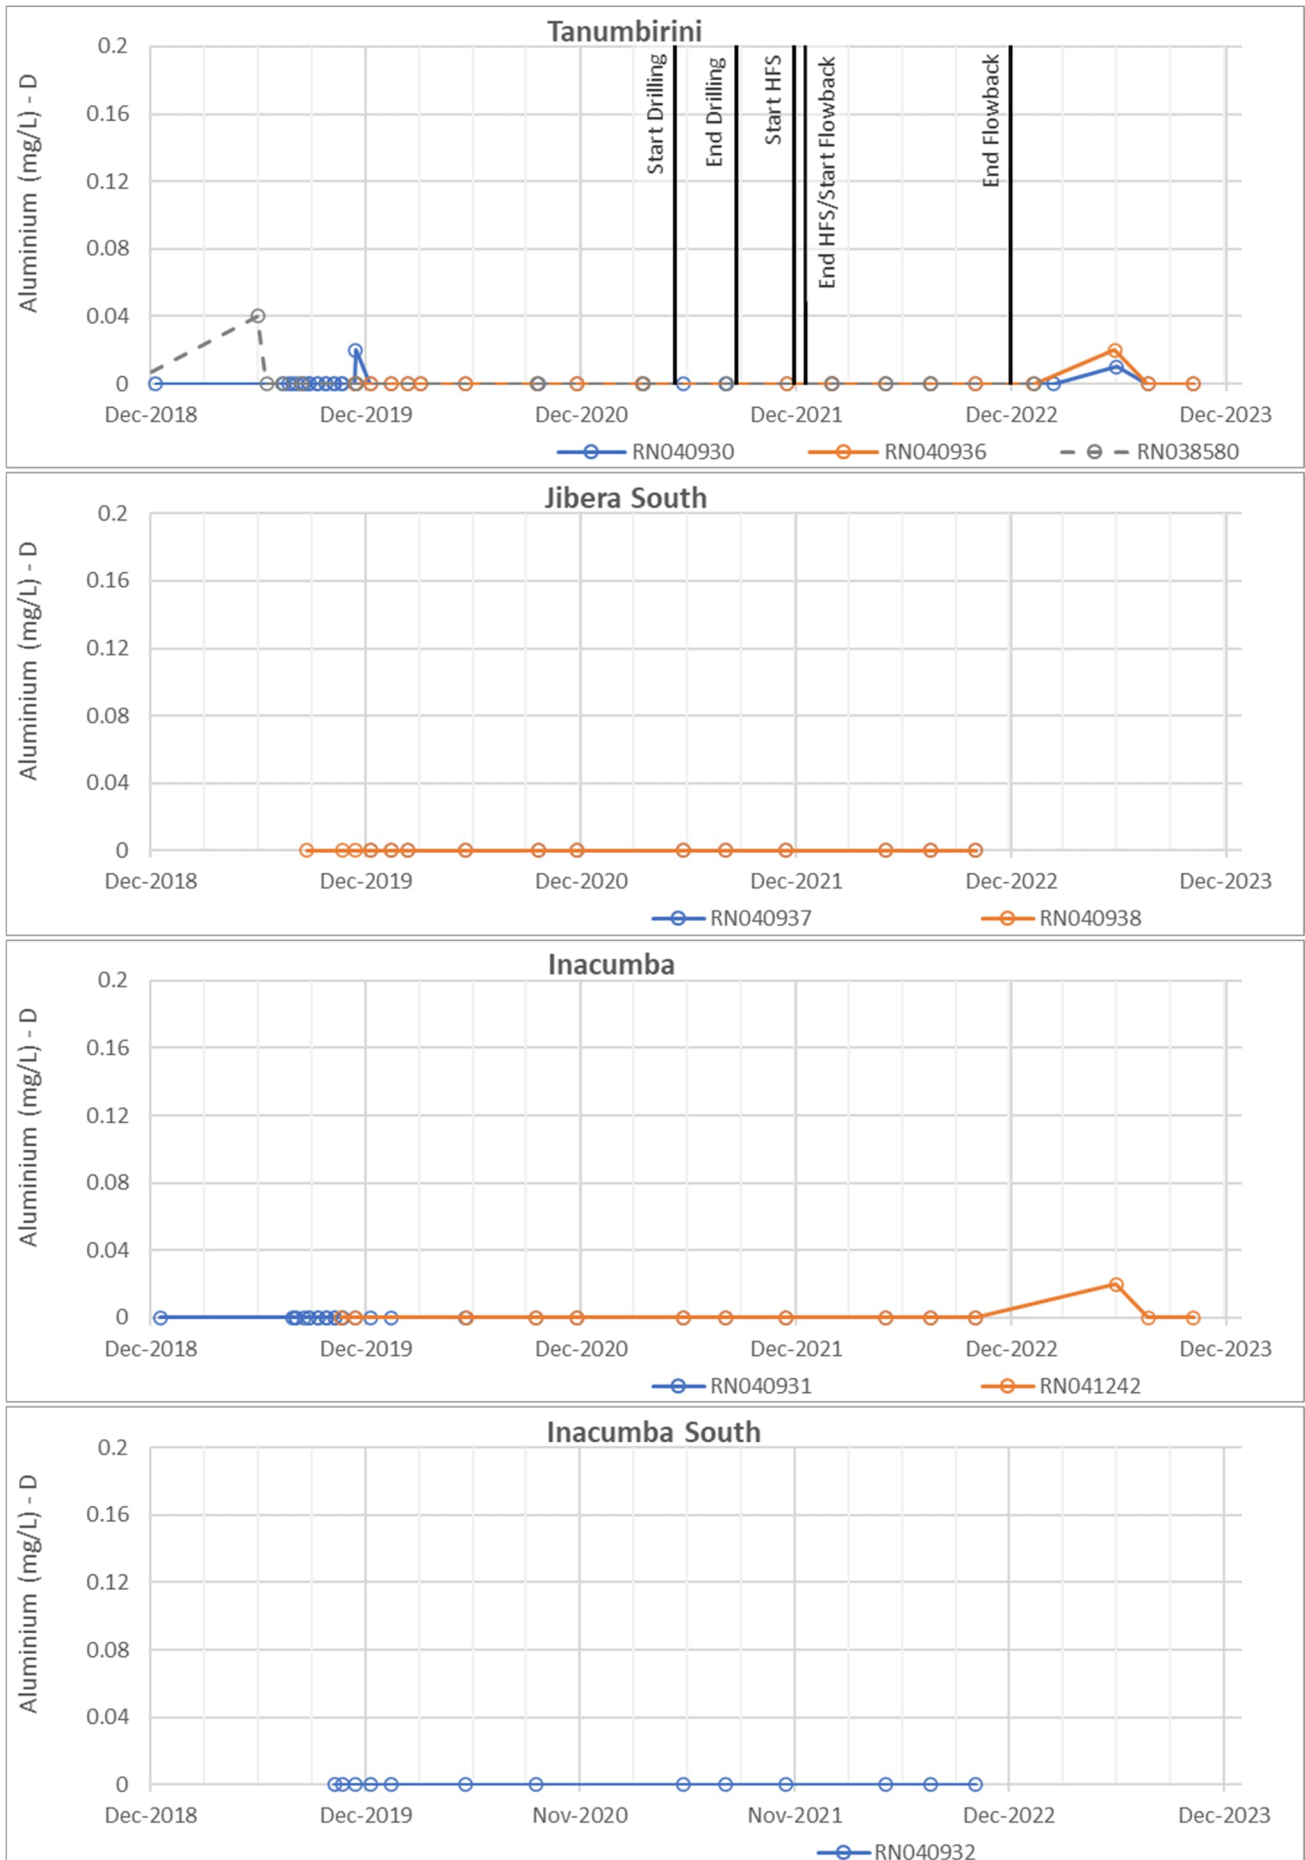 Tanumbirini
Aluminium (mg/L) - D
0.2
0.16
0.12
0.08
0.04
0
Start Drilling
End Drilling
Start HFS
End HFS/Start Flowback
End Flowback
Dec-2018 Dec-2019 Dec-2020 Dec-2021 Dec-2022 Dec-2023
RN040930 RN040936 RN038580
Jibera South
Aluminium (mg/L) - D
0.2
0.16
0.12
0.08
0.04
0
Dec-2018 Dec-2019 Dec-2020 Dec-2021 Dec-2022 Dec-2023
RN040937 RN040938
Inacumba
Aluminium (mg/L) - D
0.2
0.16
0.12
0.08
0.04
0
Dec-2018 Dec-2019 Dec-2020 Dec-2021 Dec-2022 Dec-2023
RN040931 RN041242
Inacumba South
Aluminium (mg/L) - D
0.2
0.16
0.12
0.08
0.04
0
Dec-2018 Dec-2019 Nov-2020 Nov-2021 Dec-2022 Dec-2023
RN040932